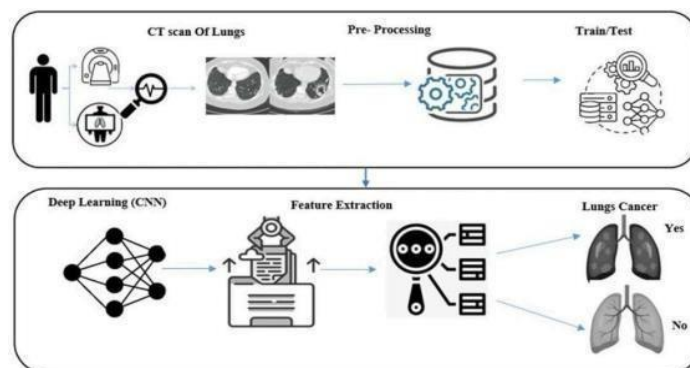 CT scan Of Lungs
Pre- Processing
Train/Test
Deep Learning (CNN)
Feature Extraction
Lungs Cancer
Yes
No